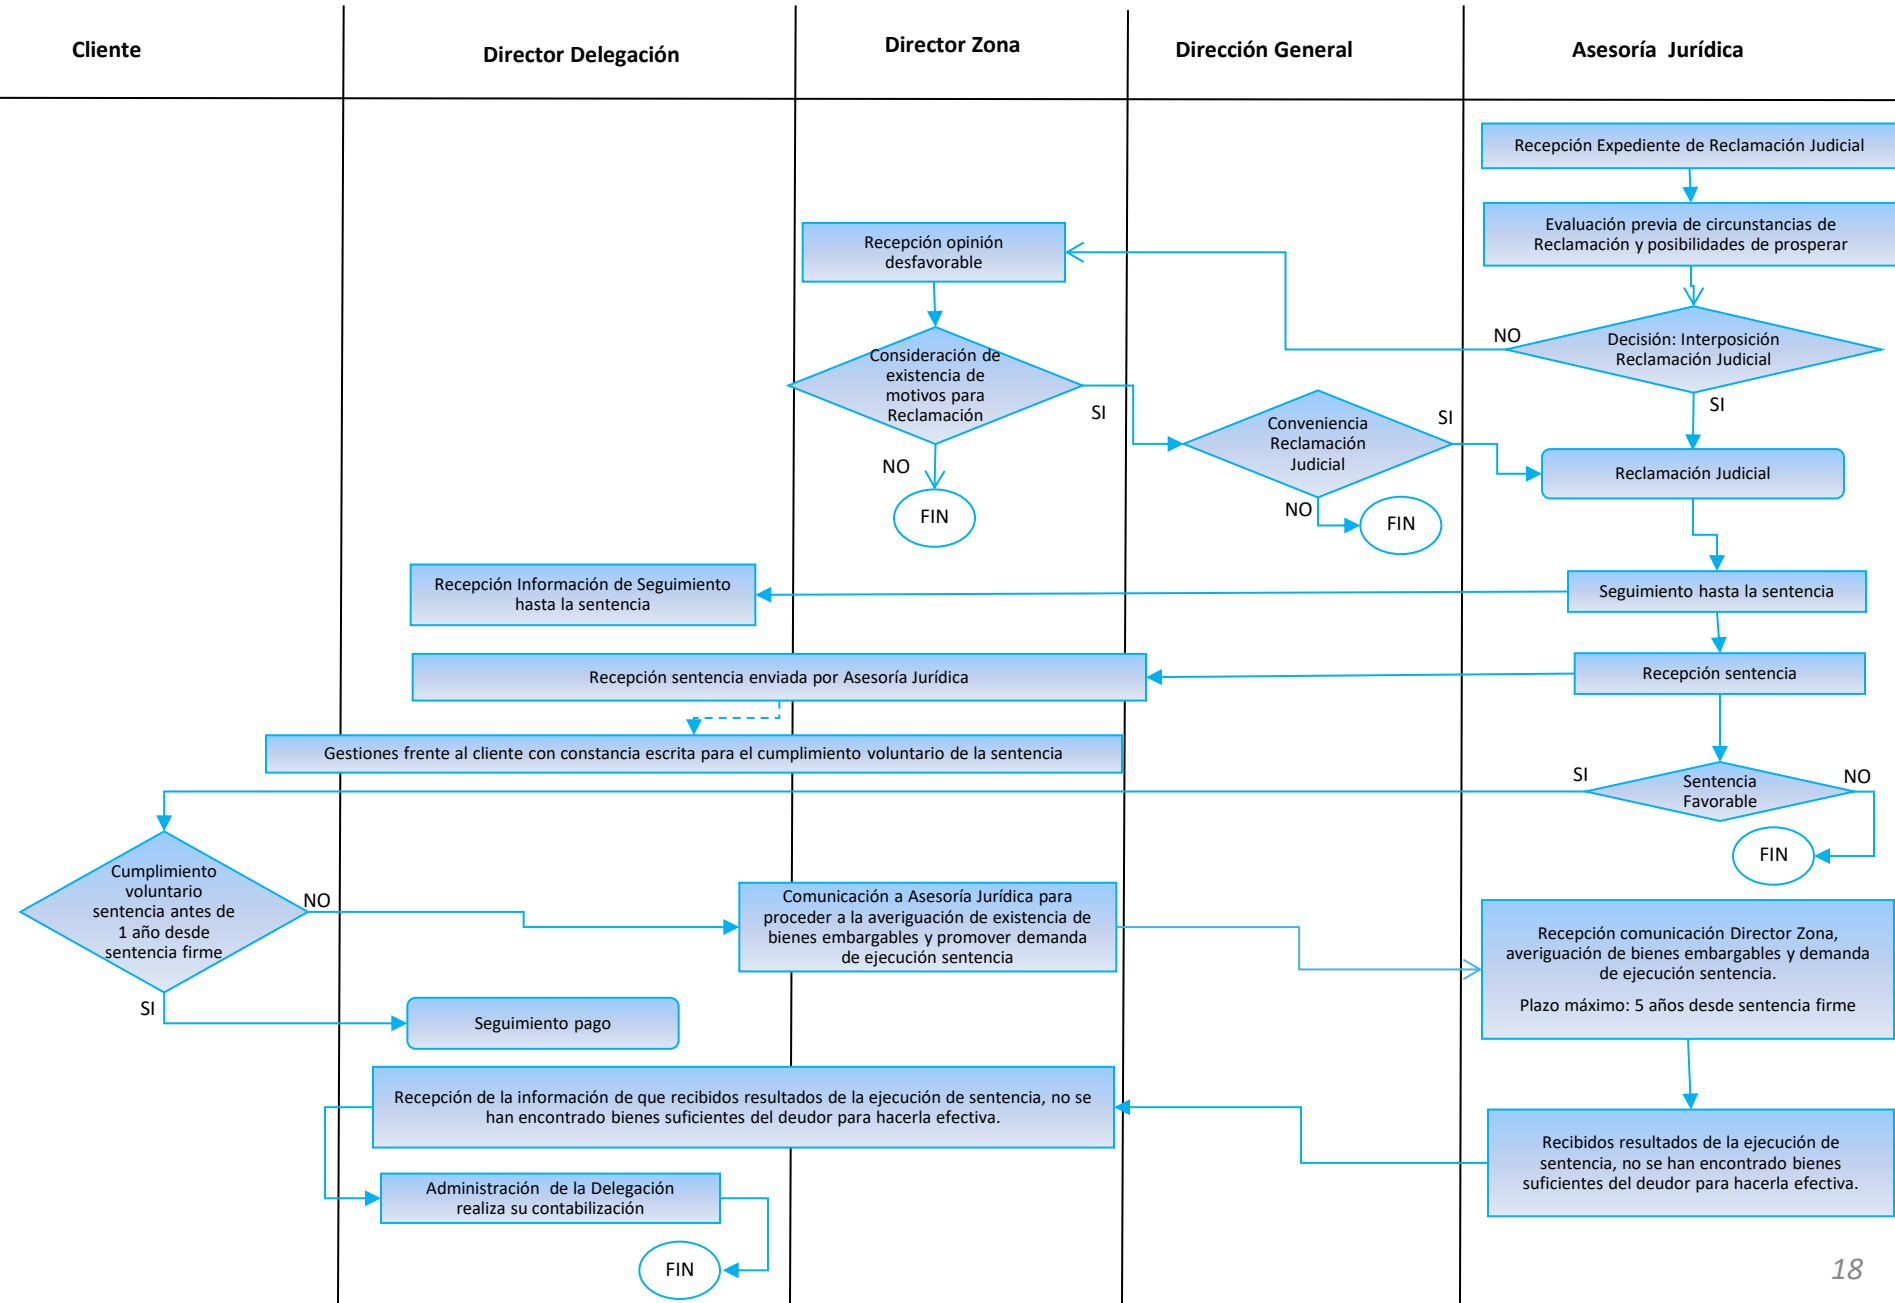 Cliente
Director Delegación
Director Zona
Dirección General
Asesoría  Jurídica
Recepción Expediente de Reclamación Judicial
Evaluación previa de circunstancias de
Reclamación y posibilidades de prosperar
Recepción opinión
desfavorable
NO
Decisión: Interposición
Reclamación Judicial
SI
Consideración de
existencia de
motivos para
Reclamación
SI
NO
FIN
Conveniencia
Reclamación
Judicial
SI
NO
FIN
Reclamación Judicial
Recepción Información de Seguimiento
hasta la sentencia
Seguimiento hasta la sentencia
Recepción sentencia enviada por Asesoría Jurídica
Recepción sentencia
Gestiones frente al cliente con constancia escrita para el cumplimiento voluntario de la sentencia
SI
Sentencia
Favorable
NO
FIN
Cumplimiento
voluntario
sentencia antes de
1 año desde
sentencia firme
NO
SI
Comunicación a Asesoría Jurídica para
proceder a la averiguación de existencia de
bienes embargables y promover demanda
de ejecución sentencia
Recepción comunicación Director Zona,
averiguación de bienes embargables y demanda
de ejecución sentencia.
Plazo máximo: 5 años desde sentencia firme
Seguimiento pago
Recepción de la información de que recibidos resultados de la ejecución de sentencia, no se
han encontrado bienes suficientes del deudor para hacerla efectiva.
Recibidos resultados de la ejecución de
sentencia, no se han encontrado bienes
suficientes del deudor para hacerla efectiva.
Administración  de la Delegación
realiza su contabilización
FIN
18